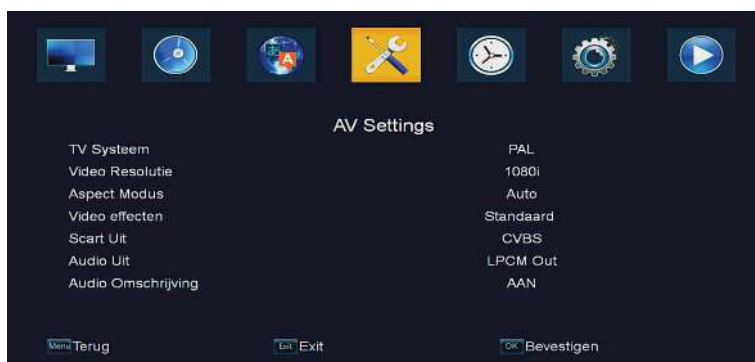 AV Settings
TV Systeem PAL
Video Resolutie 1080i
Aspect Modus Auto
Video effecten Standaard
Scart Uit CVBS
Audio Uit LPCM Out
Audio Omschrijving AAN
Menu Terug Exit Exit OK Bevestigen